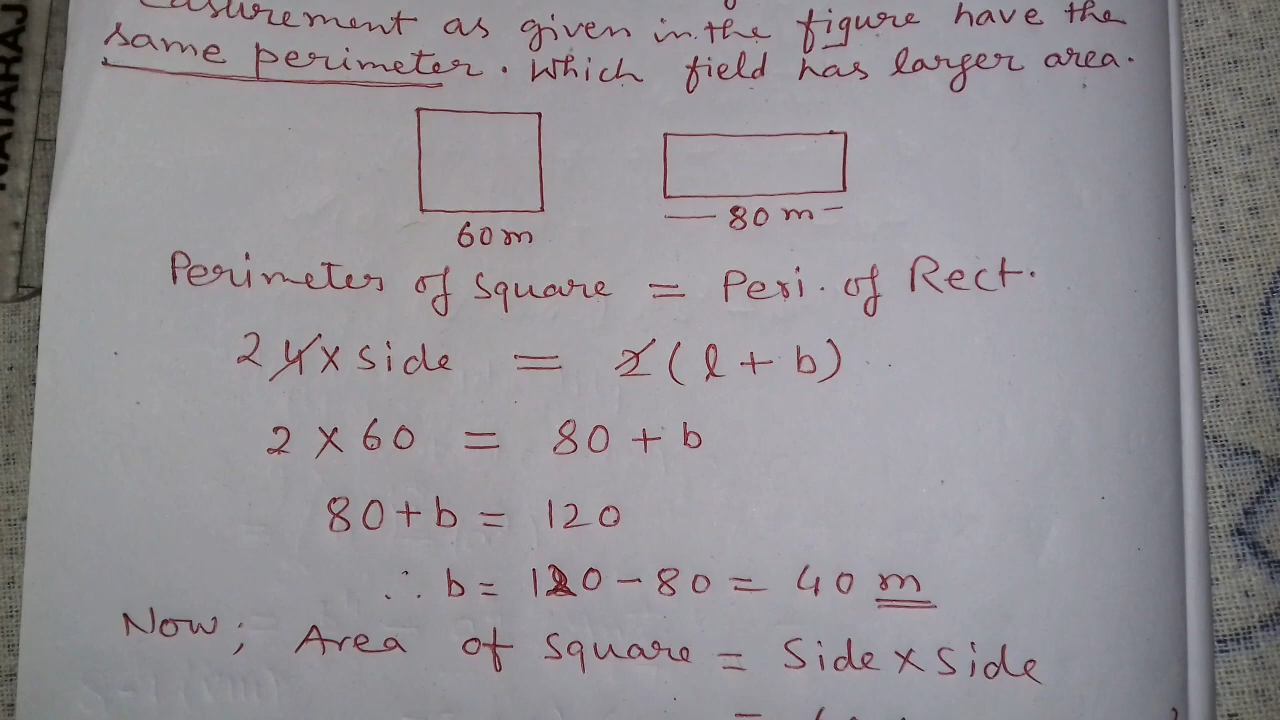 NATARAJ
measurement as given in the figure have the
same perimeter. Which field has larger area.
60 m
80 m
Perimeter of square = Peri. of Rect.
2 4 x side = 2 (l + b)
2 x 60 = 80 + b
80 + b = 120
∴ b = 120 - 80 = 40 m
Now; Area of square = Side x side
=